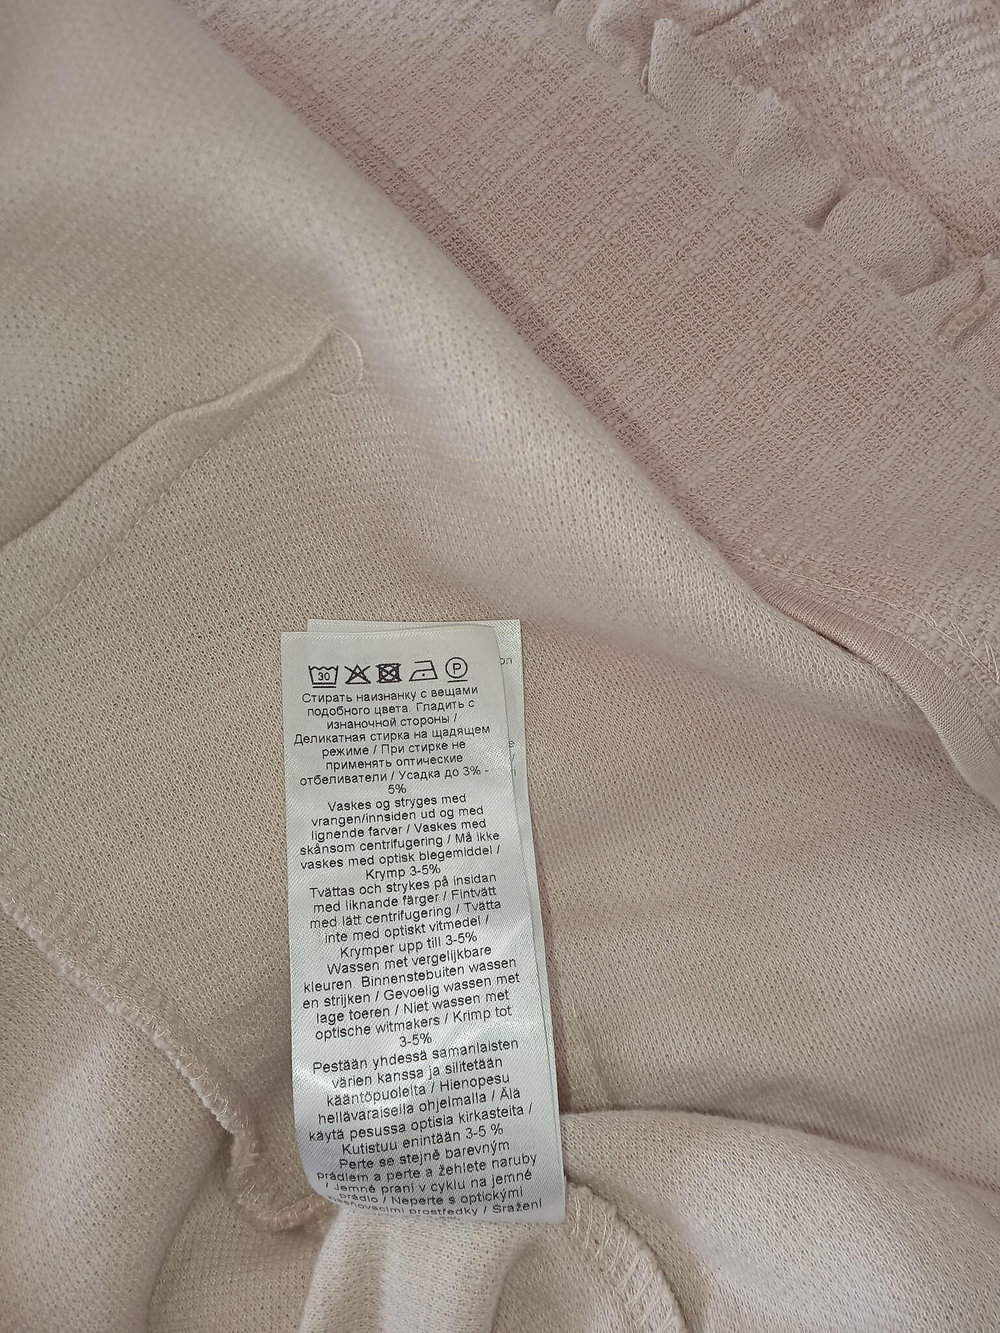 30 P
Стирать наизнанку с вещами
подобного цвета. Гладить с
изнаночной стороны /
Деликатная стирка на щадящем
режиме / При стирке не
применять оптические
отбеливатели / Усадка до 3% -
5%
Vaskes og stryges med
vrangen/innsiden ud og med
lignende farver / Vaskes med
skånsom centrifugering / Må ikke
vaskes med optisk blegemiddel /
Krymp 3-5%
Tvättas och strykes på insidan
med liknande färger / Fintvätt
med lätt centrifugering / Tvätta
inte med optiskt vitmedel /
Krymper upp till 3-5%
Wassen met vergelijkbare
kleuren. Binnenstebuiten wassen
en strijken / Gevoelig wassen met
lage toeren / Niet wassen met
optische witmakers / Krimp tot
3-5%
Pestään yhdessä samanlaisten
värien kanssa ja silitetään
kääntöpuolelta / Hienopesu
hellävaraisella ohjelmalla / Älä
käytä pesussa optisia kirkasteita /
Kutistuu enintään 3-5 %
Perte se stejně barevným
prádlem a perte a žehlete naruby
/ Jemné praní v cyklu na jemné
prádlo / Neperte s optickými
prostředky / Sražení